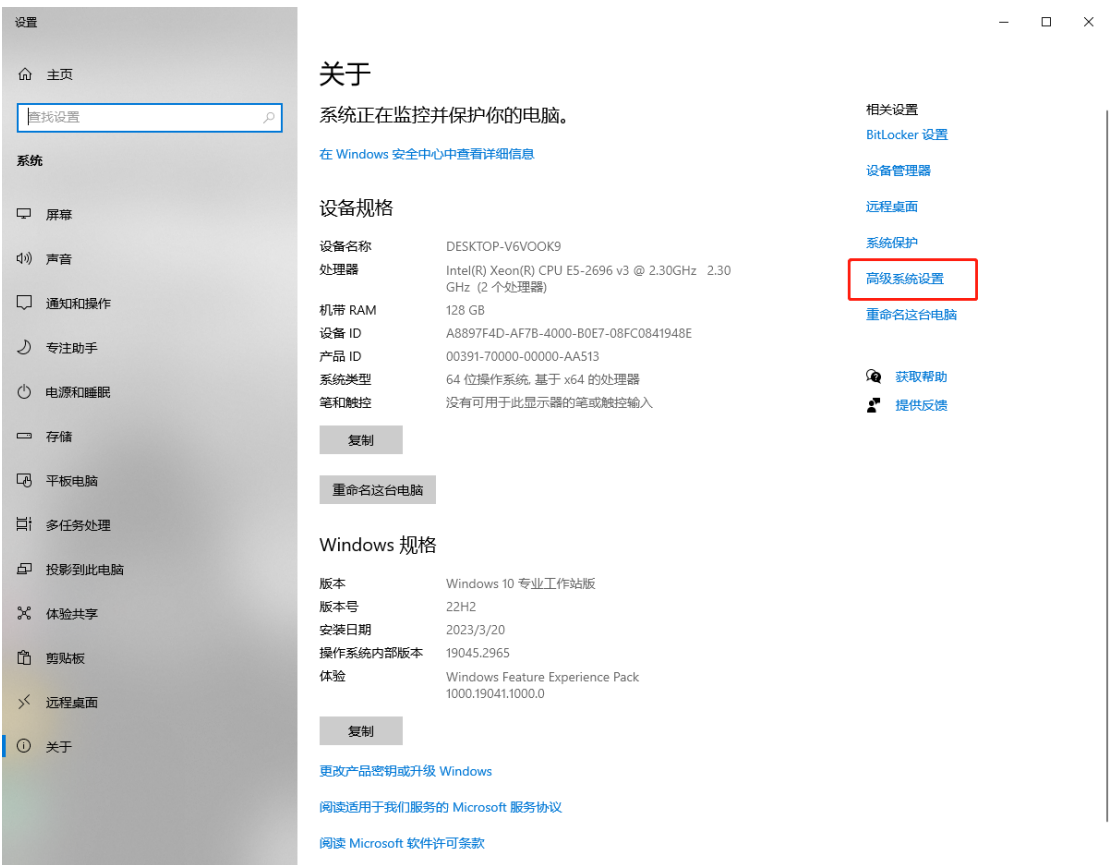 设置
主页
查找设置
系统
屏幕
声音
通知和操作
专注助手
电源和睡眠
存储
平板电脑
多任务处理
投影到此电脑
体验共享
剪贴板
远程桌面
关于
关于
系统正在监控并保护你的电脑。
在 Windows 安全中心中查看详细信息
设备规格
设备名称 DESKTOP-V6VOOK9
处理器 Intel(R) Xeon(R) CPU E5-2696 v3 @ 2.30GHz 2.30
GHz (2 个处理器)
机带 RAM 128 GB
设备 ID A8897F4D-AF7B-4000-B0E7-08FC0841948E
产品 ID 00391-70000-00000-AA513
系统类型 64 位操作系统, 基于 x64 的处理器
笔和触控 没有可用于此显示器的笔或触控输入
复制
重命名这台电脑
Windows 规格
版本 Windows 10 专业工作站版
版本号 22H2
安装日期 2023/3/20
操作系统内部版本 19045.2965
体验 Windows Feature Experience Pack
1000.19041.1000.0
复制
更改产品密钥或升级 Windows
阅读适用于我们服务的 Microsoft 服务协议
阅读 Microsoft 软件许可条款
相关设置
BitLocker 设置
设备管理器
远程桌面
系统保护
高级系统设置
重命名这台电脑
获取帮助
提供反馈